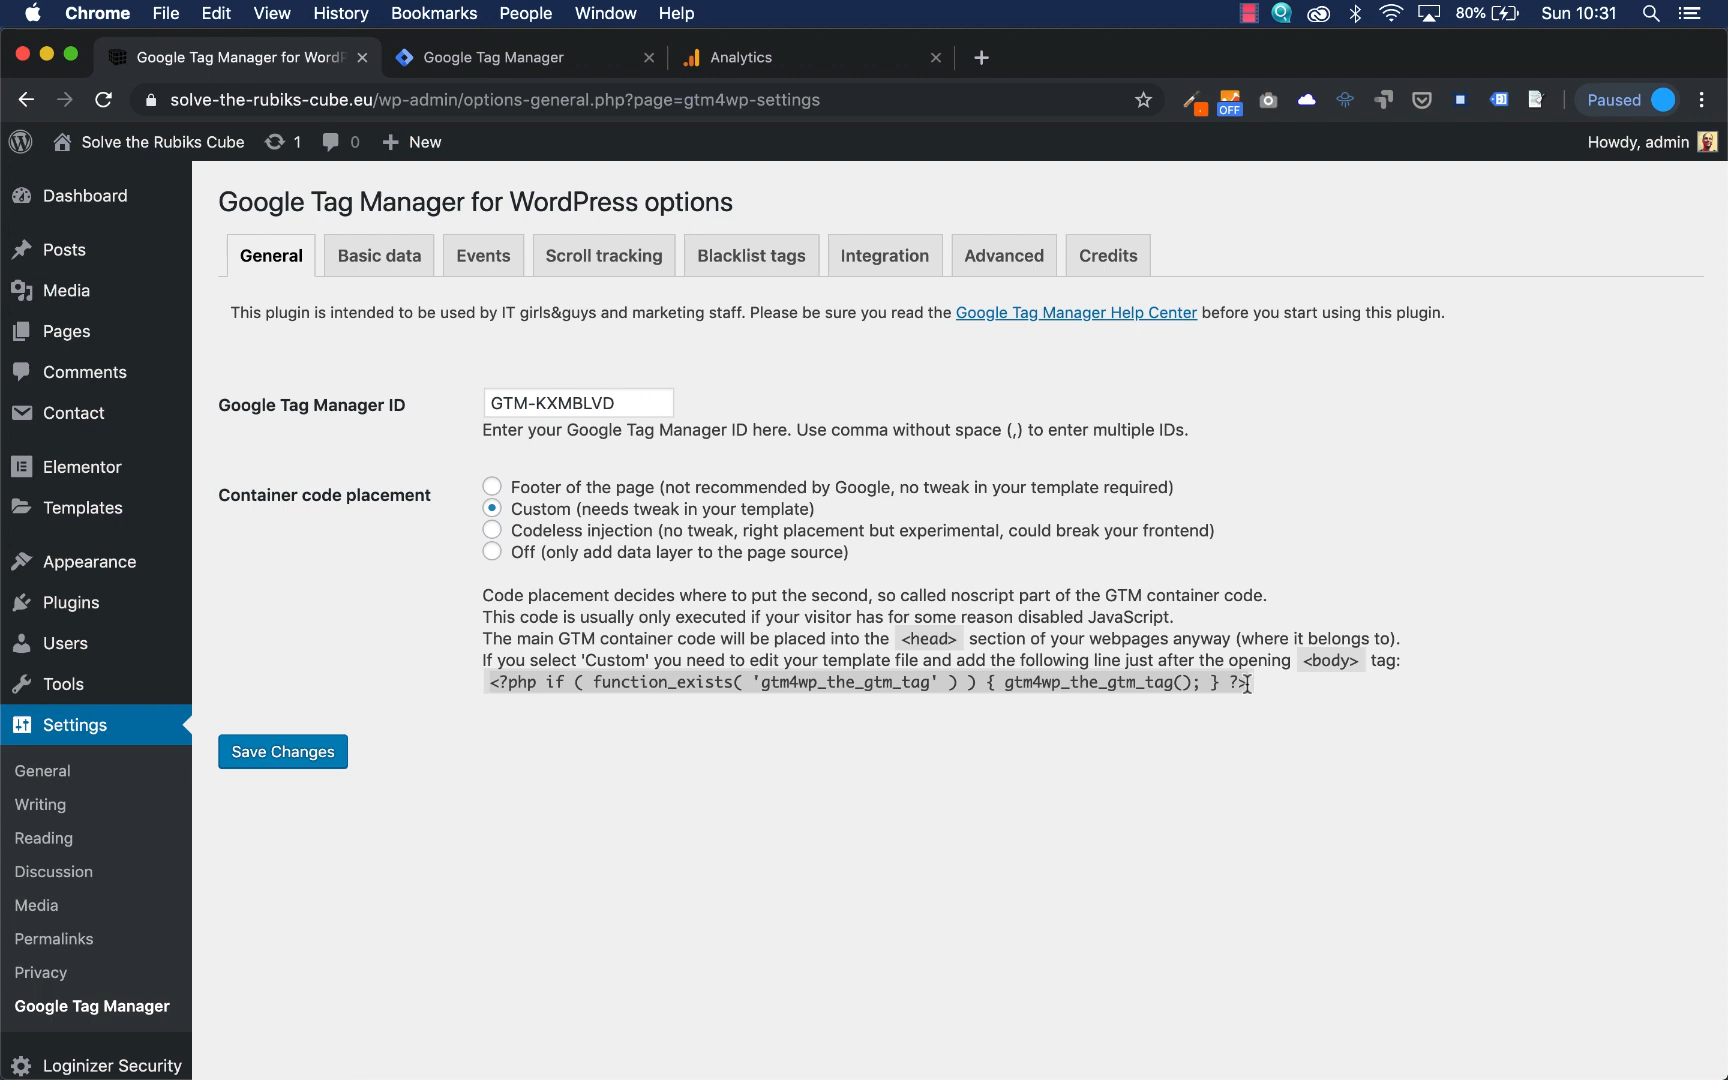 Chrome File Edit View History Bookmarks People Window Help 80% Sun 10:31
Google Tag Manager for WordP
Google Tag Manager
Analytics
solve-the-rubiks-cube.eu/wp-admin/options-general.php?page=gtm4wp-settings
OFF
Paused
Solve the Rubiks Cube 1 0 New
Howdy, admin
Dashboard
Posts
Media
Pages
Comments
Contact
Elementor
Templates
Appearance
Plugins
Users
Tools
Settings
General
Writing
Reading
Discussion
Media
Permalinks
Privacy
Google Tag Manager
Loginizer Security
Google Tag Manager for WordPress options
General Basic data Events Scroll tracking Blacklist tags Integration Advanced Credits
This plugin is intended to be used by IT girls&guys and marketing staff. Please be sure you read the Google Tag Manager Help Center before you start using this plugin.
Google Tag Manager ID
GTM-KXMBLVD
Enter your Google Tag Manager ID here. Use comma without space (,) to enter multiple IDs.
Container code placement
Footer of the page (not recommended by Google, no tweak in your template required)
Custom (needs tweak in your template)
Codeless injection (no tweak, right placement but experimental, could break your frontend)
Off (only add data layer to the page source)
Code placement decides where to put the second, so called noscript part of the GTM container code.
This code is usually only executed if your visitor has for some reason disabled JavaScript.
The main GTM container code will be placed into the <head> section of your webpages anyway (where it belongs to).
If you select 'Custom' you need to edit your template file and add the following line just after the opening <body> tag:
<?php if ( function_exists( 'gtm4wp_the_gtm_tag' ) ) { gtm4wp_the_gtm_tag(); } ?>
Save Changes